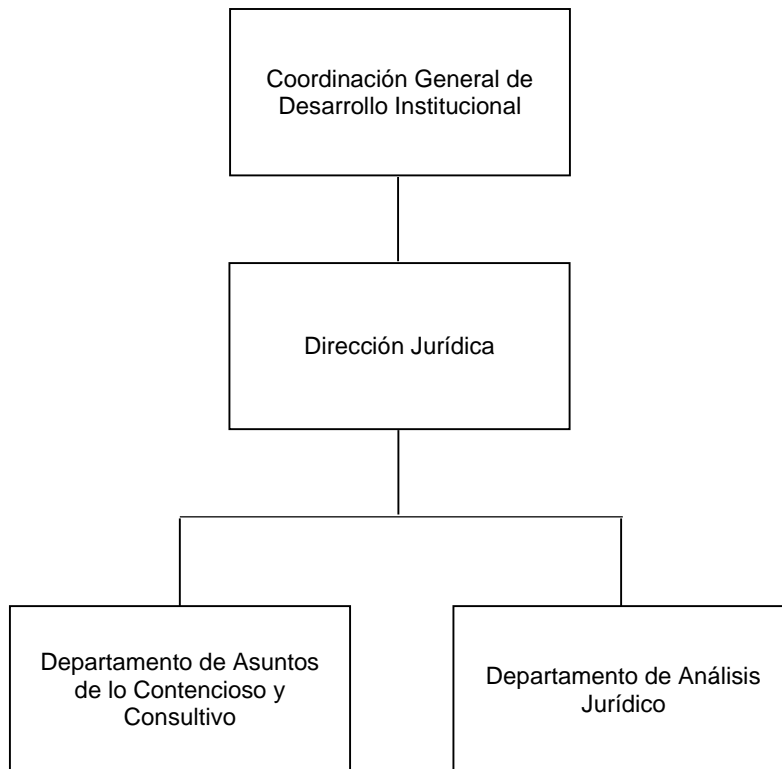 Coordinación General de
Desarrollo Institucional
Dirección Jurídica
Departamento de Asuntos
de lo Contencioso y
Consultivo
Departamento de Análisis
Jurídico